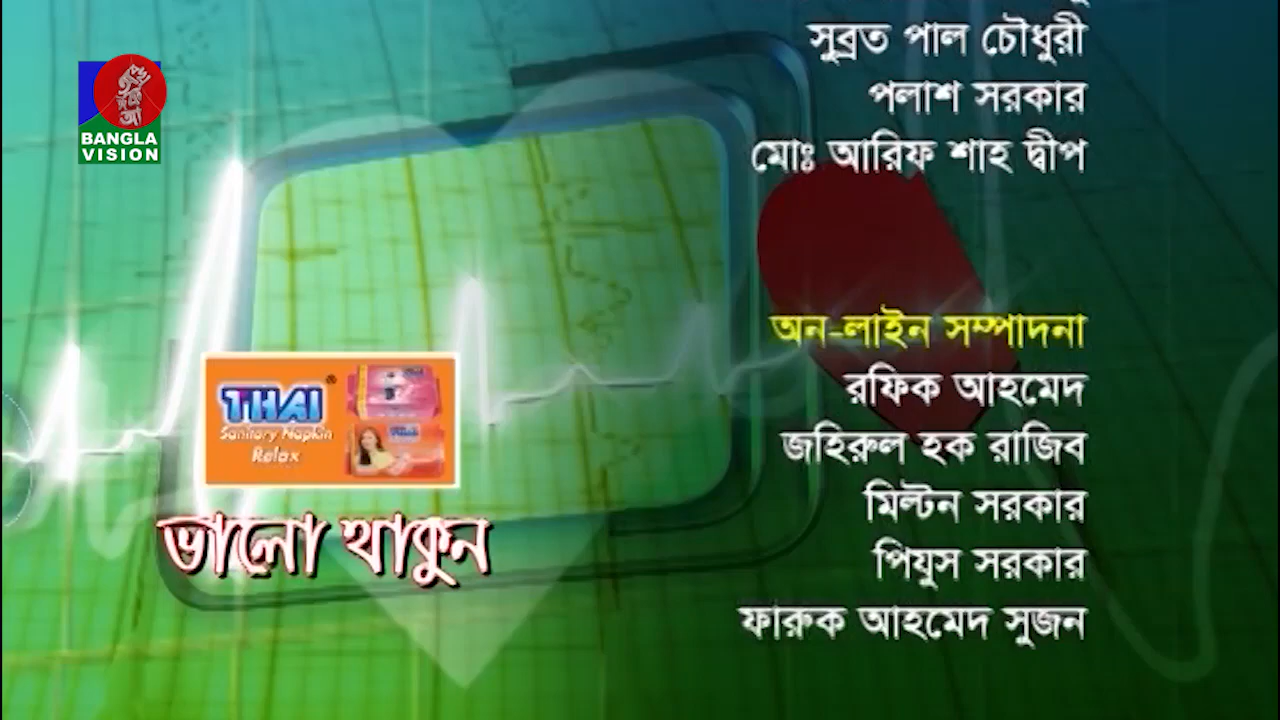 সুব্রত পাল চৌধুরী
পলাশ সরকার
মোঃ আরিফ শাহ দ্বীপ
BANGLA
VISION
অন-লাইন সম্পাদনা
রফিক আহমেদ
জহিরুল হক রাজিব
মিল্টন সরকার
পিযুস সরকার
ফারুক আহমেদ সুজন
THAI®
Sanitary Napkin
Relax
ভালো থাকুন